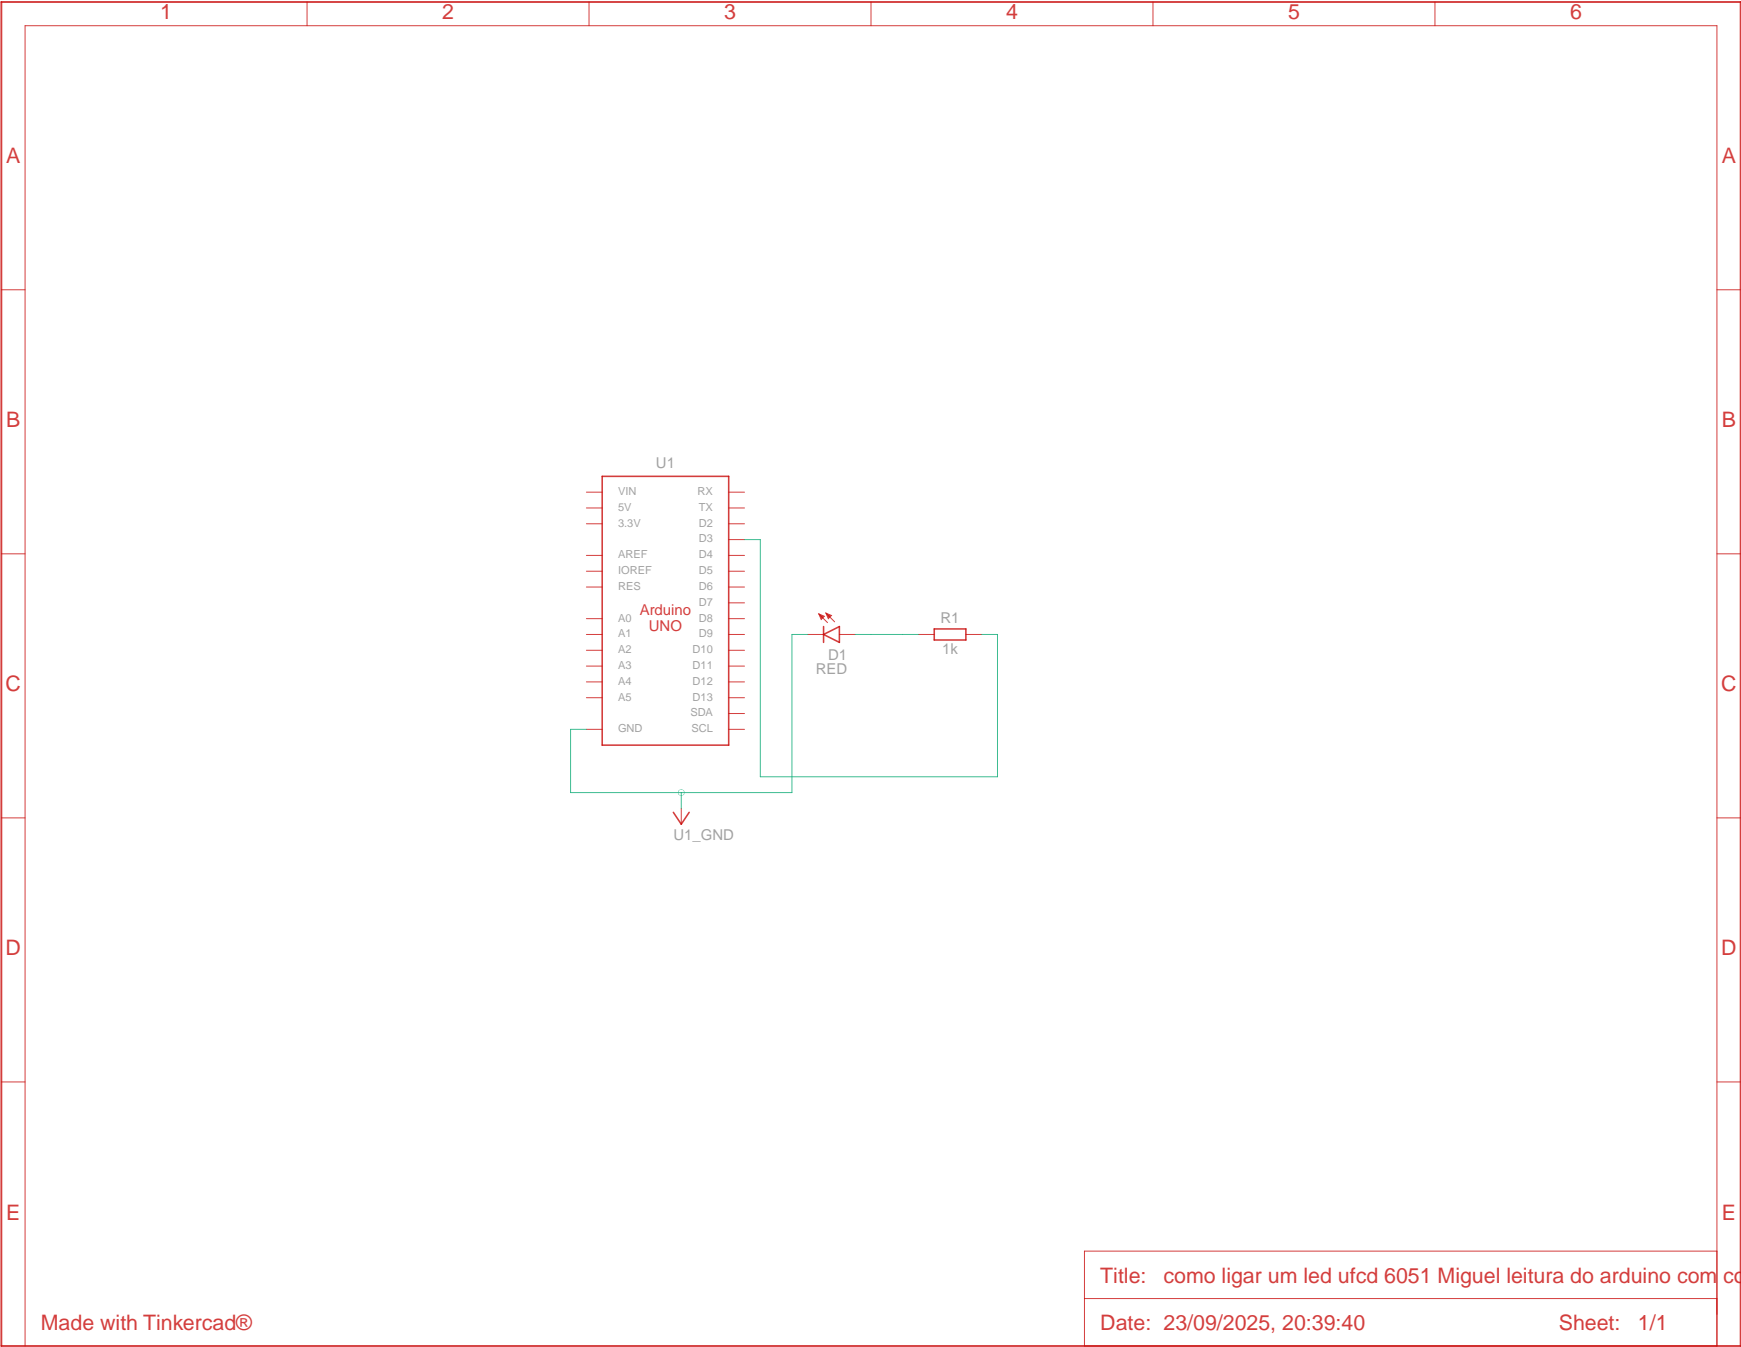 1 2 3 4 5 6
A A
B B
U1
VIN RX
5V TX
3.3V D2
D3
AREF D4
IOREF D5
RES D6
D7
Arduino
UNO
A0 D8
A1 D9
A2 D10
A3 D11
A4 D12
A5 D13
SDA
GND SCL
D1
RED
R1
1k
U1_GND
C C
D D
E E
Title: como ligar um led ufcd 6051 Miguel leitura do arduino com
Date: 23/09/2025, 20:39:40 Sheet: 1/1
Made with Tinkercad®